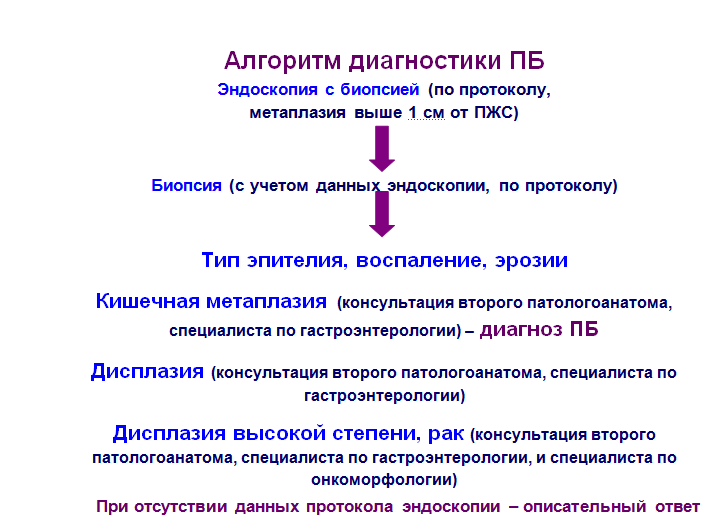 Алгоритм диагностики ПБ
Эндоскопия с биопсией (по протоколу,
метаплазия выше 1 см от ПЖС)
Биопсия (с учетом данных эндоскопии, по протоколу)
Тип эпителия, воспаление, эрозии
Кишечная метаплазия (консультация второго патологоанатома,
специалиста по гастроэнтерологии) – диагноз ПБ
Дисплазия (консультация второго патологоанатома, специалиста по
гастроэнтерологии)
Дисплазия высокой степени, рак (консультация второго
патологоанатома, специалиста по гастроэнтерологии, и специалиста по
онкоморфологии)
При отсутствии данных протокола эндоскопии – описательный ответ